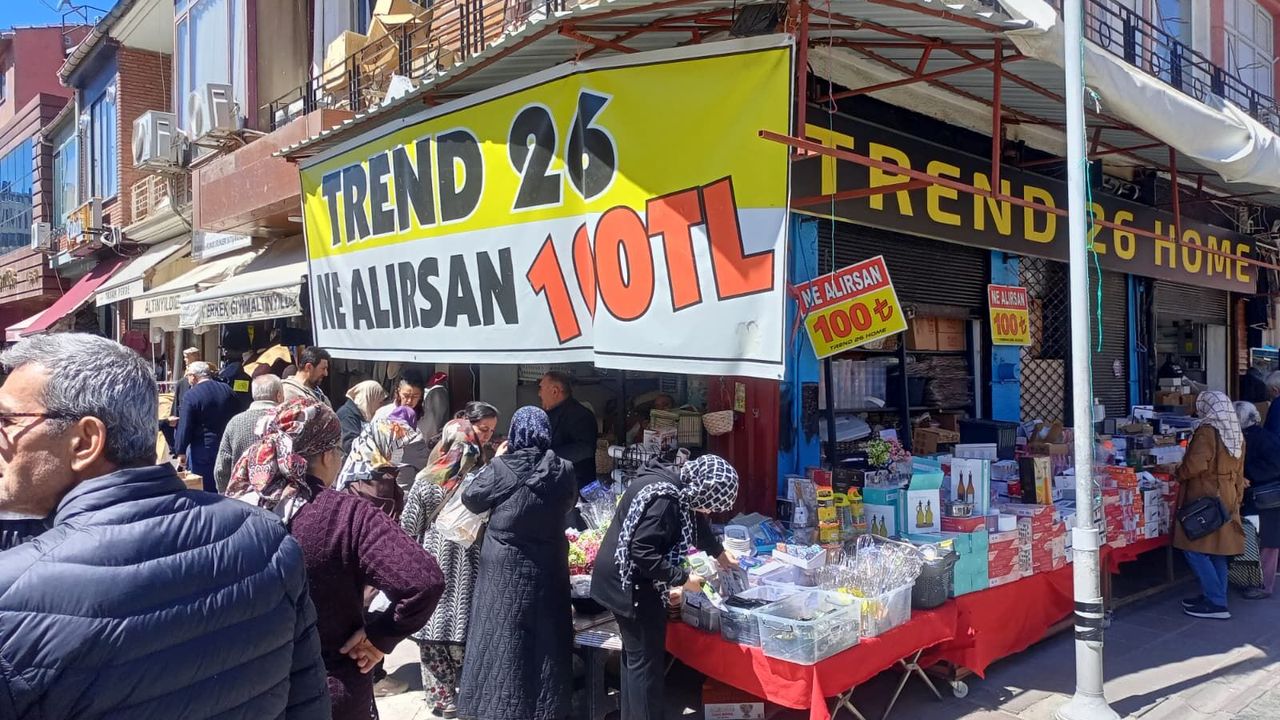 TREND 26
NE ALIRSAN 100TL
TREND 26 HOME
NE ALIRSAN
100₺
TREND 26 HOME
NE ALIRSAN
100₺
ERKEK GİYİM